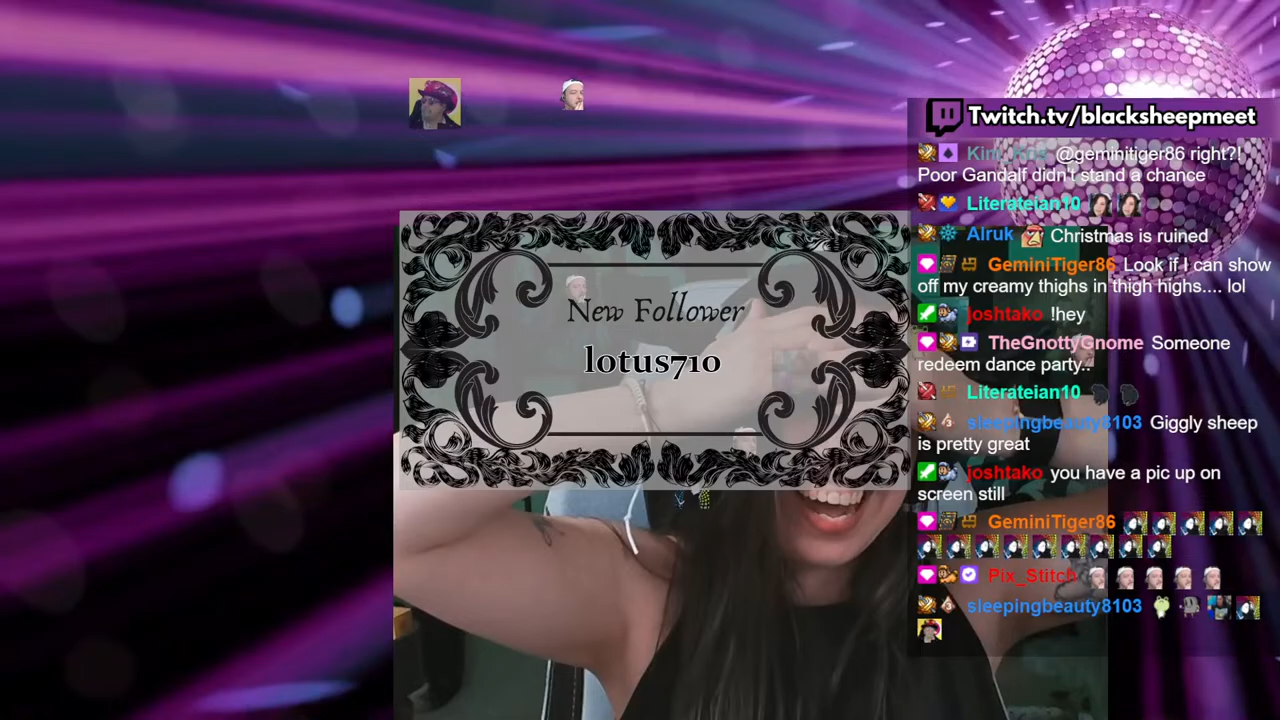 Twitch.tv/blacksheepmeet
Kini_Kos @geminitiger86 right?!
Poor Gandalf didn't stand a chance
Literateian10
Alruk Christmas is ruined
GeminiTiger86 Look if I can show
off my creamy thighs in thigh highs.... lol
joshtako !hey
TheGnottyGnome Someone
redeem dance party..
Literateian10
sleepingbeauty8103 Giggly sheep
is pretty great
joshtako you have a pic up on
screen still
GeminiTiger86
Pix_Stitch
sleepingbeauty8103
New Follower
lotus710